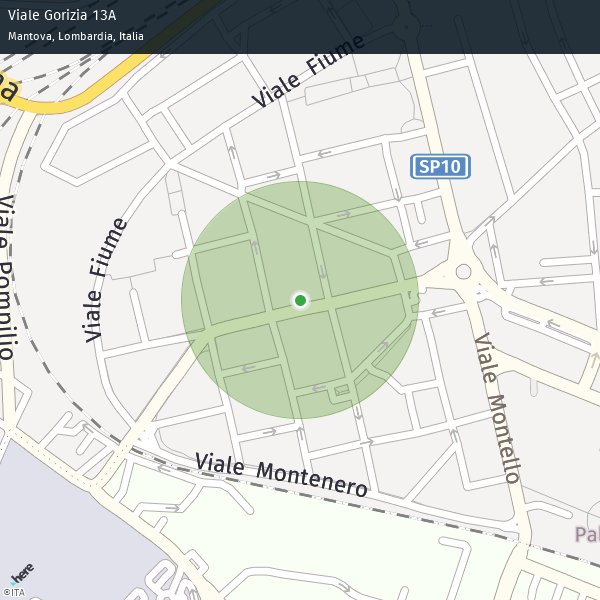 Viale Gorizia 13A
Mantova, Lombardia, Italia
Viale Fiume
SP10
Viale Pompilio
Viale Fiume
Viale Montello
Viale Montenero
Pal
here
©ITA